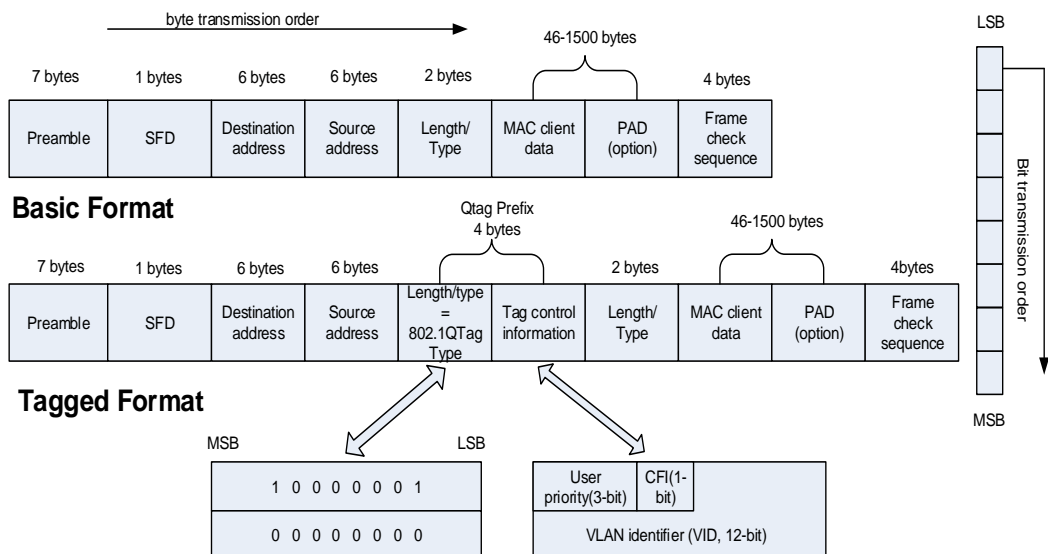 byte transmission order
LSB
46-1500 bytes
7 bytes
1 bytes
6 bytes
6 bytes
2 bytes
4 bytes
Preamble
SFD
Destination
address
Source
address
Length/
Type
MAC client
data
PAD
(option)
Frame
check
sequence
Bit transmission order
Basic Format
Qtag Prefix
4 bytes
46-1500 bytes
7 bytes
1 bytes
6 bytes
6 bytes
2 bytes
4bytes
Preamble
SFD
Destination
address
Source
address
Length/type
=
802.1QTag
Type
Tag control
information
Length/
Type
MAC client
data
PAD
(option)
Frame
check
sequence
Tagged Format
MSB
MSB
LSB
1 0 0 0 0 0 0 1
0 0 0 0 0 0 0 0
User
priority(3-bit)
CFI(1-
bit)
VLAN identifier (VID, 12-bit)